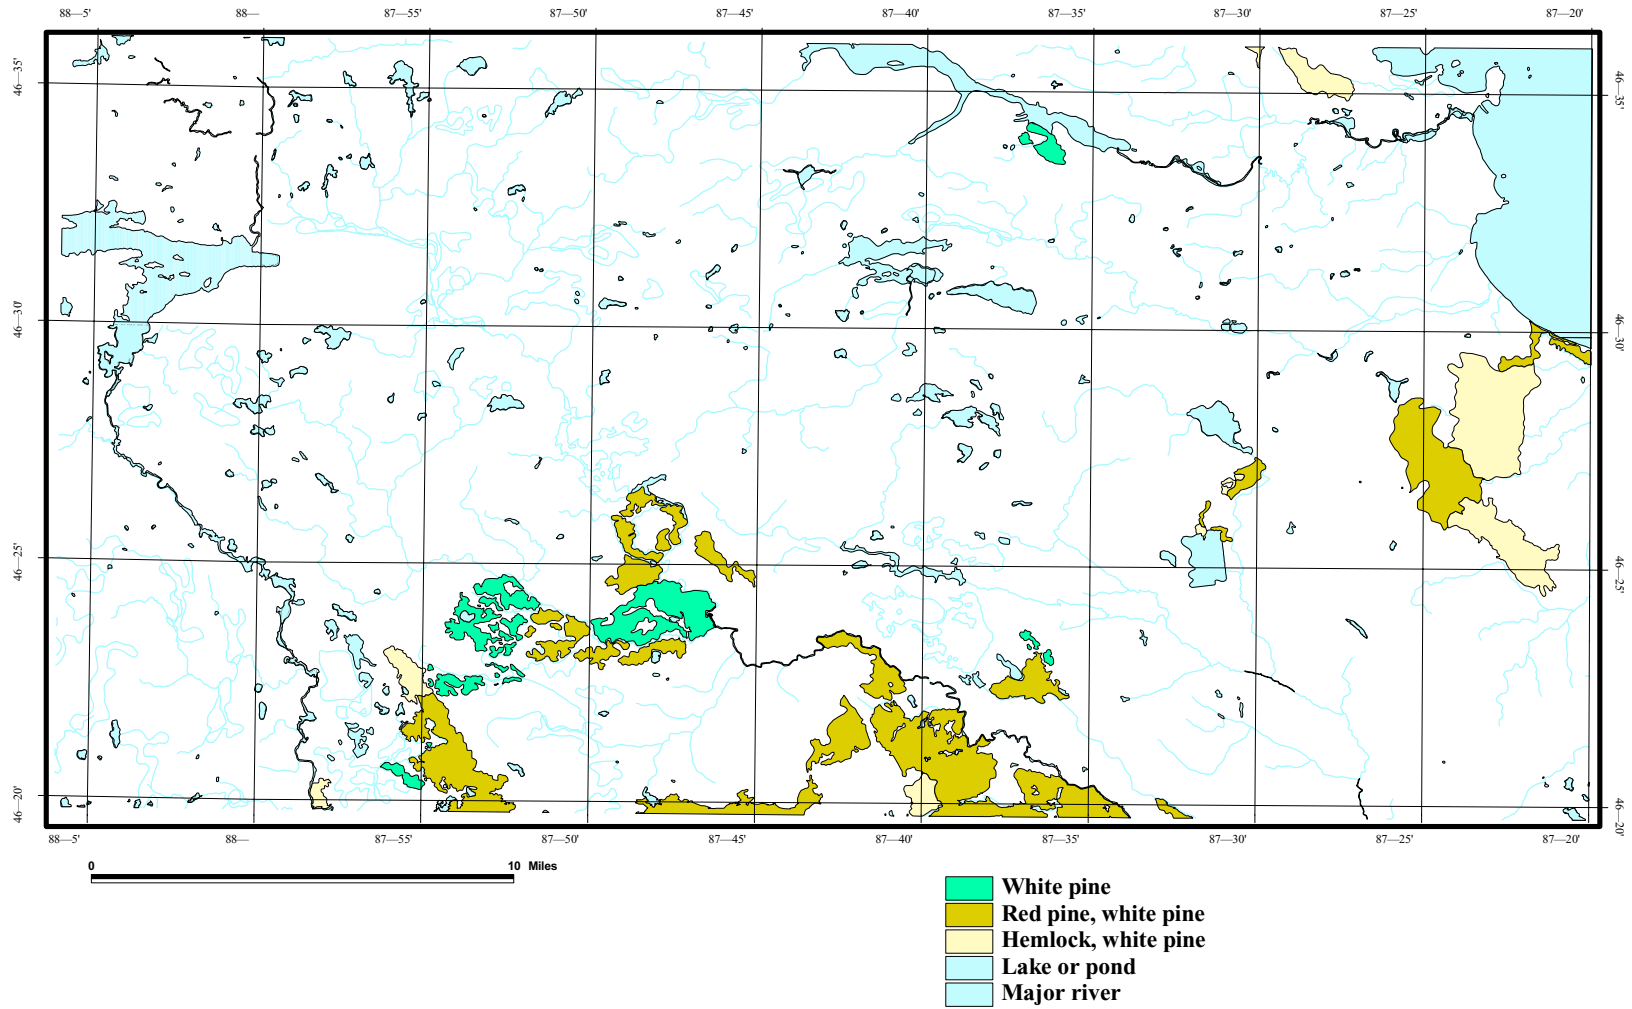 88—5' 88— 87—55' 87—50' 87—45' 87—40' 87—35' 87—30' 87—25' 87—20'
46—35' 46—35'
46—30' 46—30'
46—25' 46—25'
46—20' 46—20'
88—5' 88— 87—55' 87—50' 87—45' 87—40' 87—35' 87—30' 87—25' 87—20'
0 10 Miles
White pine
Red pine, white pine
Hemlock, white pine
Lake or pond
Major river